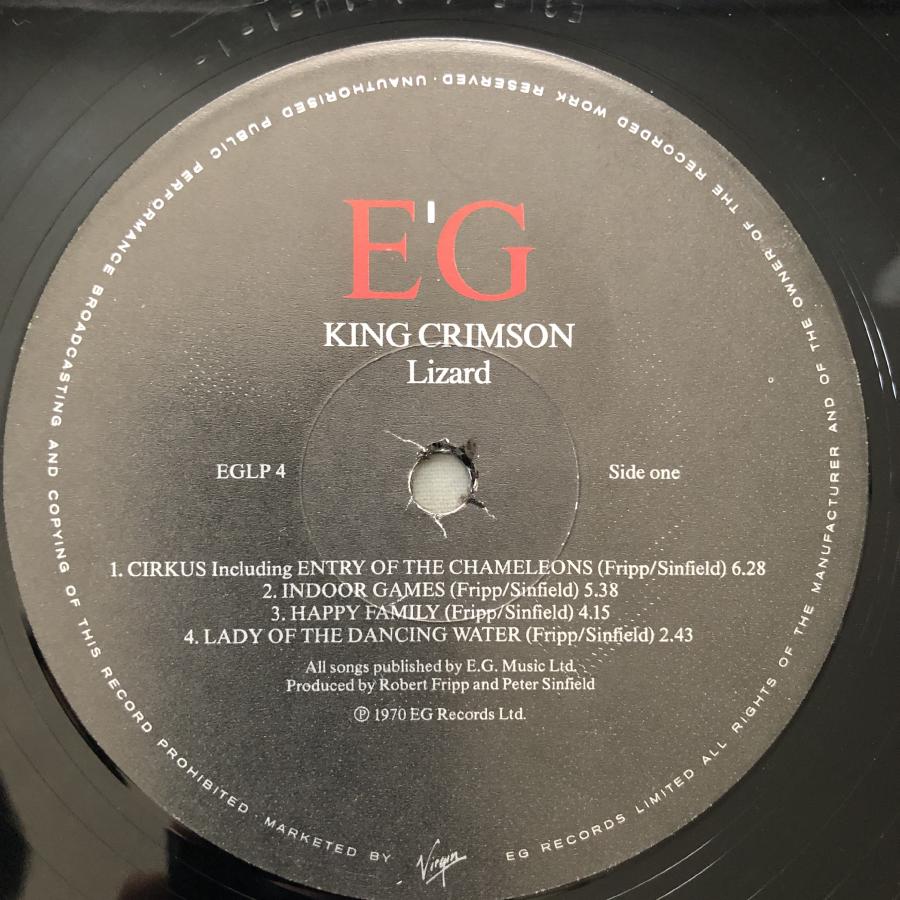 E'G
KING CRIMSON
Lizard
EGLP 4
Side one
1. CIRKUS Including ENTRY OF THE CHAMELEONS (Fripp/Sinfield) 6.28
2. INDOOR GAMES (Fripp/Sinfield) 5.38
3. HAPPY FAMILY (Fripp/Sinfield) 4.15
4. LADY OF THE DANCING WATER (Fripp/Sinfield) 2.43
All songs published by E.G. Music Ltd.
Produced by Robert Fripp and Peter Sinfield
℗ 1970 EG Records Ltd.
EG RECORDS LIMITED ALL RIGHTS OF THE MANUFACTURER AND OF THE OWNER OF THE RECORDED WORK RESERVED · UNAUTHORISED PUBLIC PERFORMANCE BROADCASTING AND COPYING OF THIS RECORD PROHIBITED · MARKETED BY Virgin